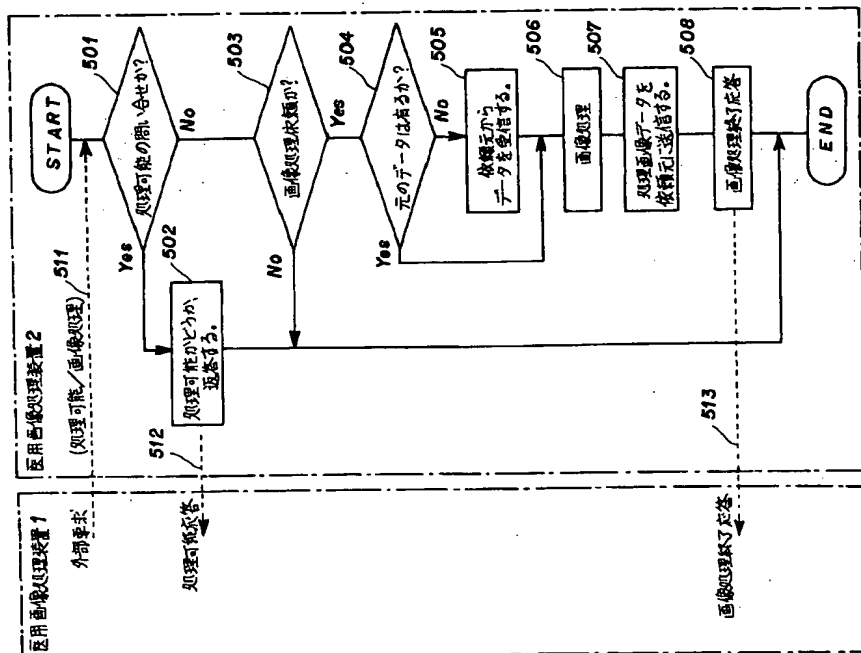 医用画像処理装置1
外部要求
処理可能応答
画像処理終了応答
医用画像処理装置2
(処理可能/画像処理)
511
START
501
処理可能の問い合せか?
Yes
No
502
処理可能かどうか、
返答する。
512
503
画像処理依頼か?
No
Yes
504
元のデータは有るか?
Yes
No
505
依頼元から
データを受信する。
506
画像処理
507
処理画像データを
依頼元に送信する。
508
画像処理終了応答
513
END